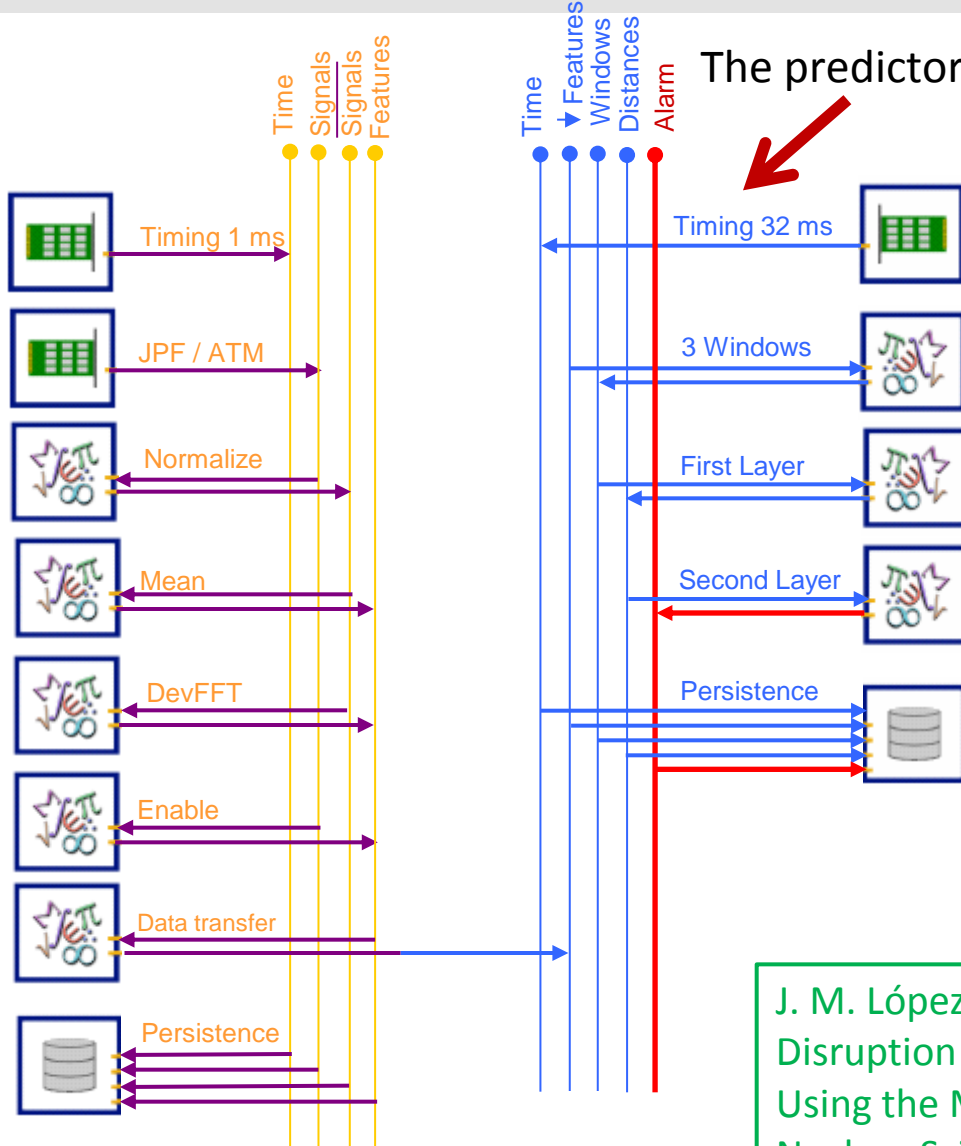 Time
Signals
Signals
Features
Time
Features
Windows
Distances
Alarm
The predictor
Timing 1 ms
JPF / ATM
Normalize
Mean
DevFFT
Enable
Data transfer
Persistence
Timing 32 ms
3 Windows
First Layer
Second Layer
Persistence
J. M. López
Disruption
Using the M